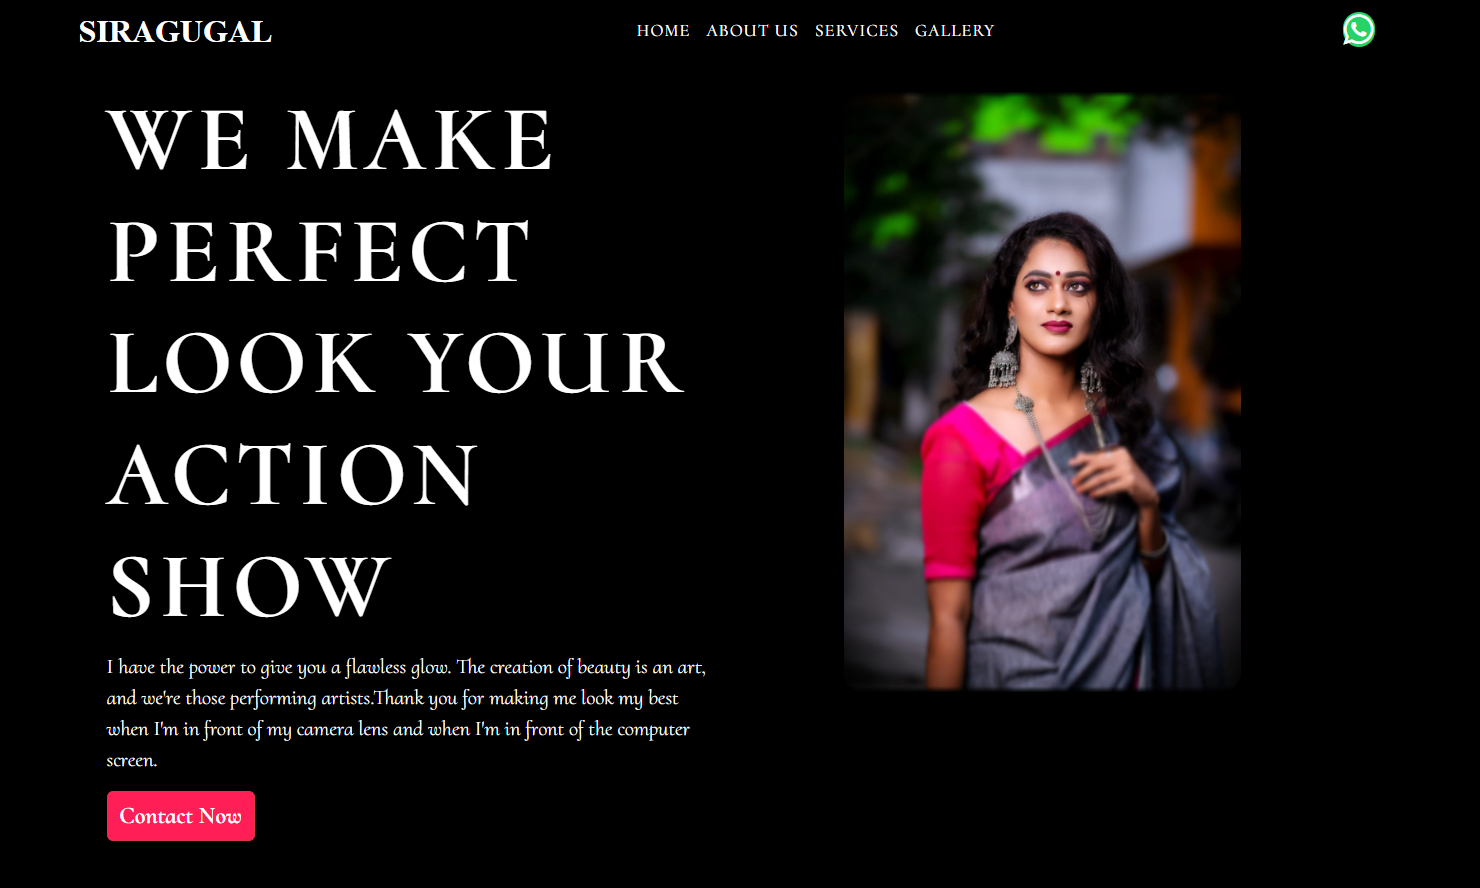 SIRAGUGAL
HOME ABOUT US SERVICES GALLERY
WE MAKE
PERFECT
LOOK YOUR
ACTION
SHOW
I have the power to give you a flawless glow. The creation of beauty is an art,
and we're those performing artists.Thank you for making me look my best
when I'm in front of my camera lens and when I'm in front of the computer
screen.
Contact Now